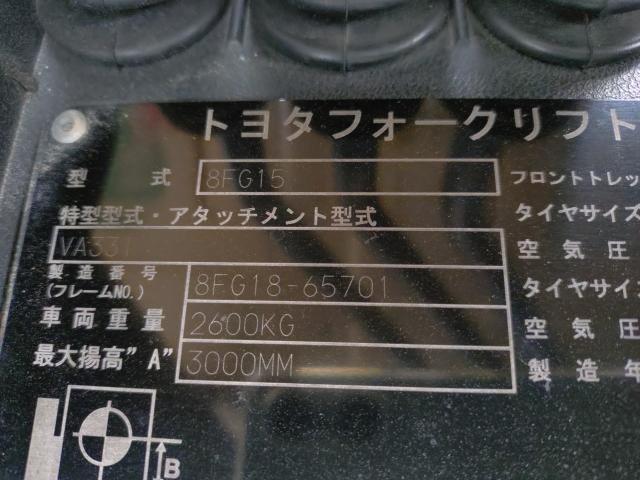 トヨタフォークリフト
型 式 8FG15 フロントトレッ
特型型式・アタッチメント型式 タイヤサイズ
VA331 空 気 圧
製造番号 8FG18-65701 タイヤサイズ
(フレームNO.)
車両重量 2600KG 空 気 圧
最大揚高"A" 3000MM 製 造 年
B